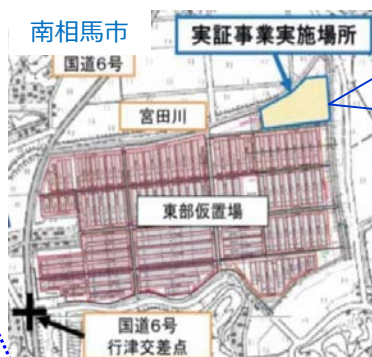 南相馬市
実証事業実施場所
国道6号
宮田川
東部仮置場
国道6号
行津交差点